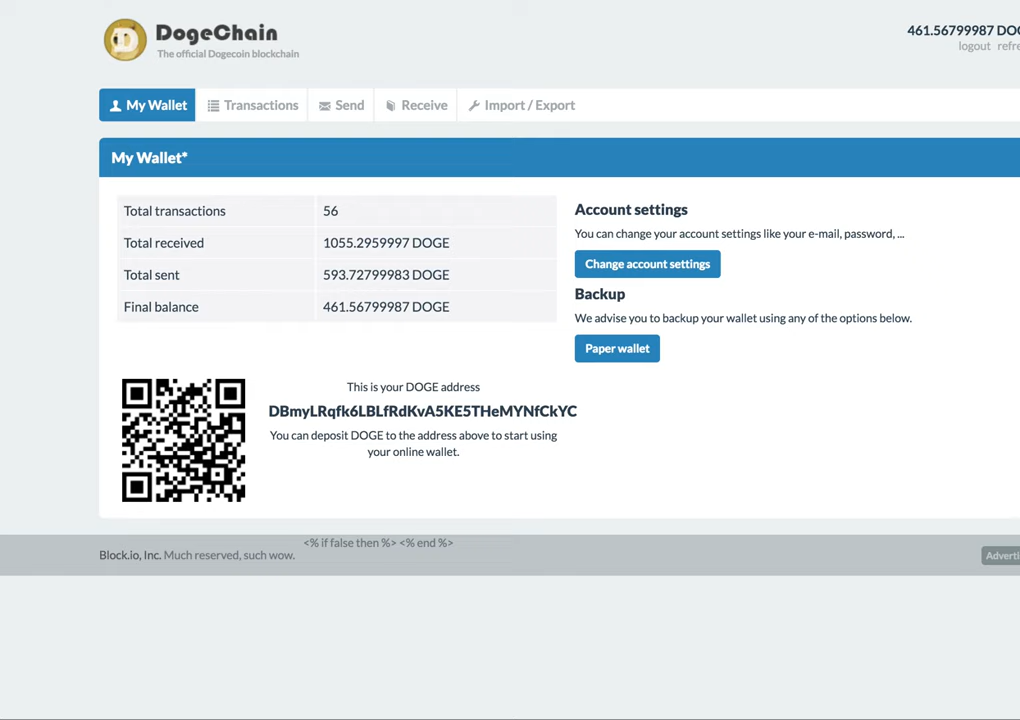 DogeChain
The official Dogecoin blockchain
461.56799987 DOG
logout refre
My Wallet
Transactions
Send
Receive
Import / Export
My Wallet*
Total transactions 56
Total received 1055.2959997 DOGE
Total sent 593.72799983 DOGE
Final balance 461.56799987 DOGE
Account settings
You can change your account settings like your e-mail, password, ...
Change account settings
Backup
We advise you to backup your wallet using any of the options below.
Paper wallet
This is your DOGE address
DBmyLRqfk6LBLfRdKvA5KE5THeMYNfCkYC
You can deposit DOGE to the address above to start using
your online wallet.
<% if false then %> <% end %>
Block.io, Inc. Much reserved, such wow.
Adverti